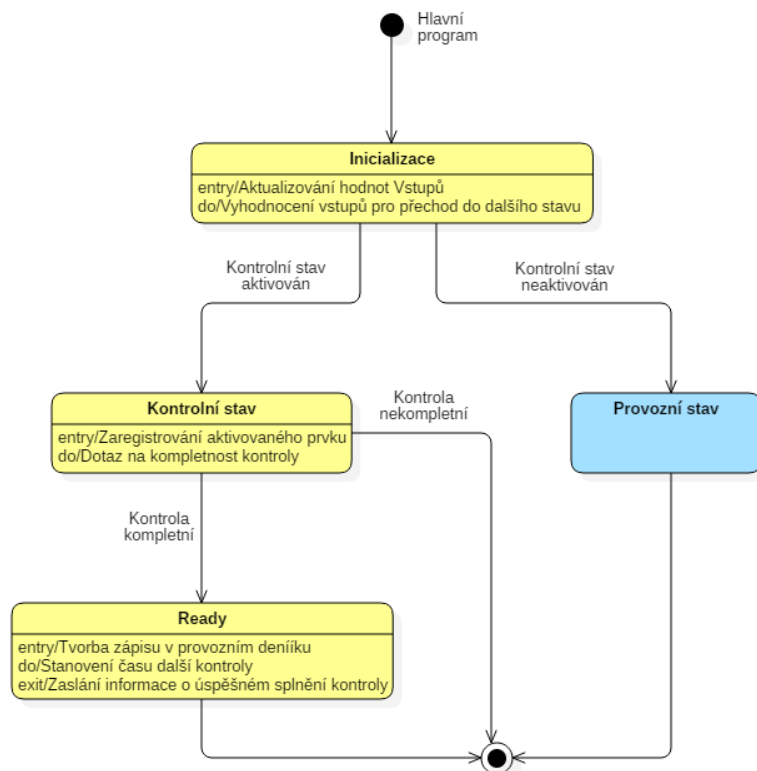 Hlavní
program
Inicializace
entry/Aktualizování hodnot Vstupů
do/Vyhodnocení vstupů pro přechod do dalšího stavu
Kontrolní stav
aktivován
Kontrolní stav
neaktivován
Kontrolní stav
entry/Zaregistrování aktivovaného prvku
do/Dotaz na kompletnost kontroly
Kontrola
nekompletní
Provozní stav
Kontrola
kompletní
Ready
entry/Tvorba zápisu v provozním deníiku
do/Stanovení času další kontroly
exit/Zaslání informace o úspěšném splnění kontroly